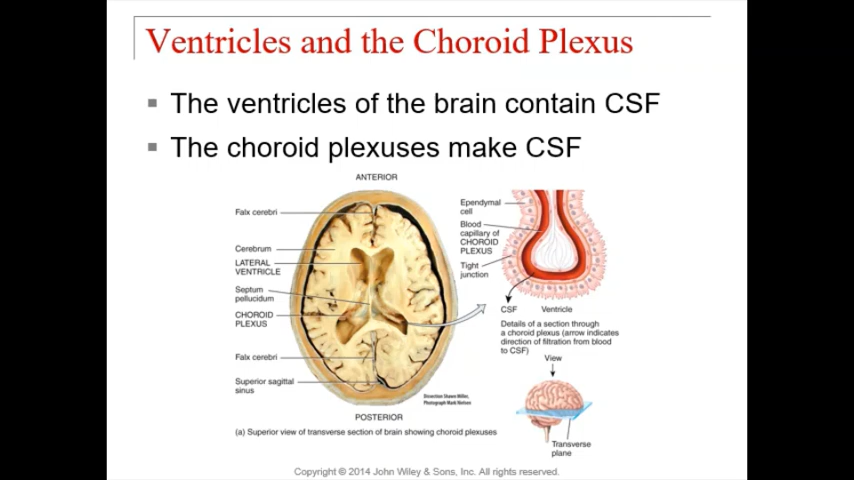 Ventricles and the Choroid Plexus
The ventricles of the brain contain CSF
The choroid plexuses make CSF
ANTERIOR
Falx cerebri
Cerebrum
LATERAL
VENTRICLE
Septum
pellucidum
CHOROID
PLEXUS
Falx cerebri
Superior sagittal
sinus
POSTERIOR
Dissection Shawn Miller,
Photograph Mark Nielsen
(a) Superior view of transverse section of brain showing choroid plexuses
Ependymal
cell
Blood
capillary of
CHOROID
PLEXUS
Tight
junction
CSF
Ventricle
Details of a section through
a choroid plexus (arrow indicates
direction of filtration from blood
to CSF)
View
Transverse
plane
Copyright © 2014 John Wiley & Sons, Inc. All rights reserved.